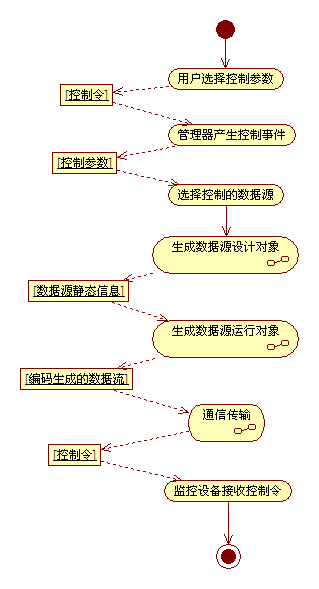 用户选择控制参数
[控制令]
管理器产生控制事件
[控制参数]
选择控制的数据源
生成数据源设计对象
[数据源静态信息]
生成数据源运行对象
[编码生成的数据流]
通信传输
[控制令]
监控设备接收控制令